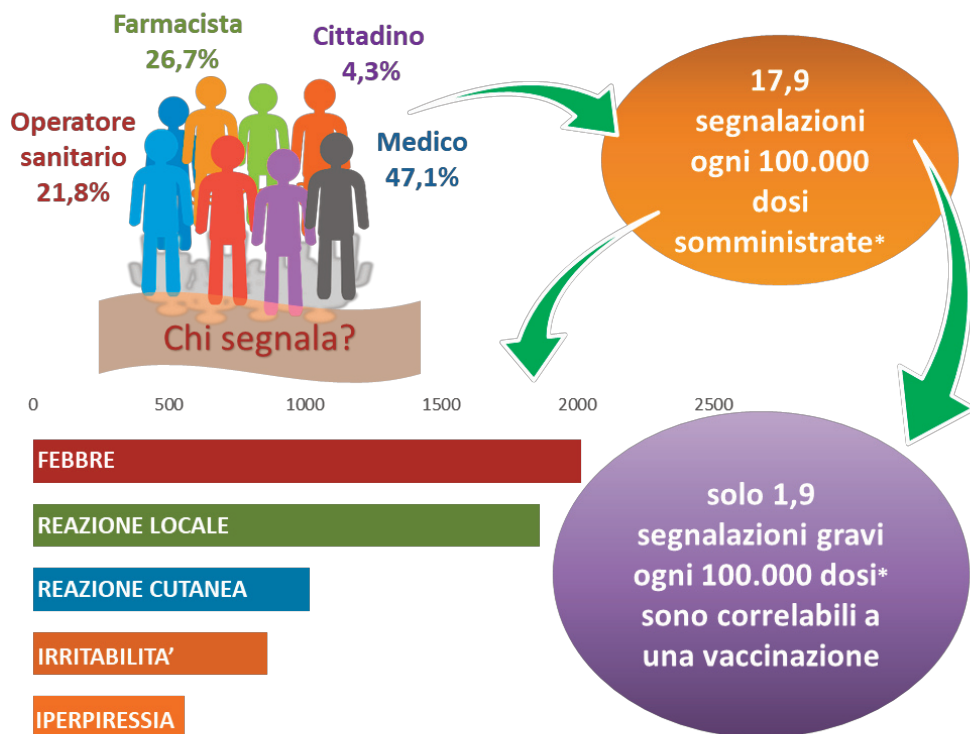 Farmacista
26,7%
Cittadino
4,3%
Operatore
sanitario
21,8%
Medico
47,1%
Chi segnala?
17,9
segnalazioni
ogni 100.000
dosi
somministrate*
0 500 1000 1500 2000 2500
FEBBRE
REAZIONE LOCALE
REAZIONE CUTANEA
IRRITABILITA’
IPERPIRESSIA
solo 1,9
segnalazioni gravi
ogni 100.000 dosi*
sono correlabili a
una vaccinazione